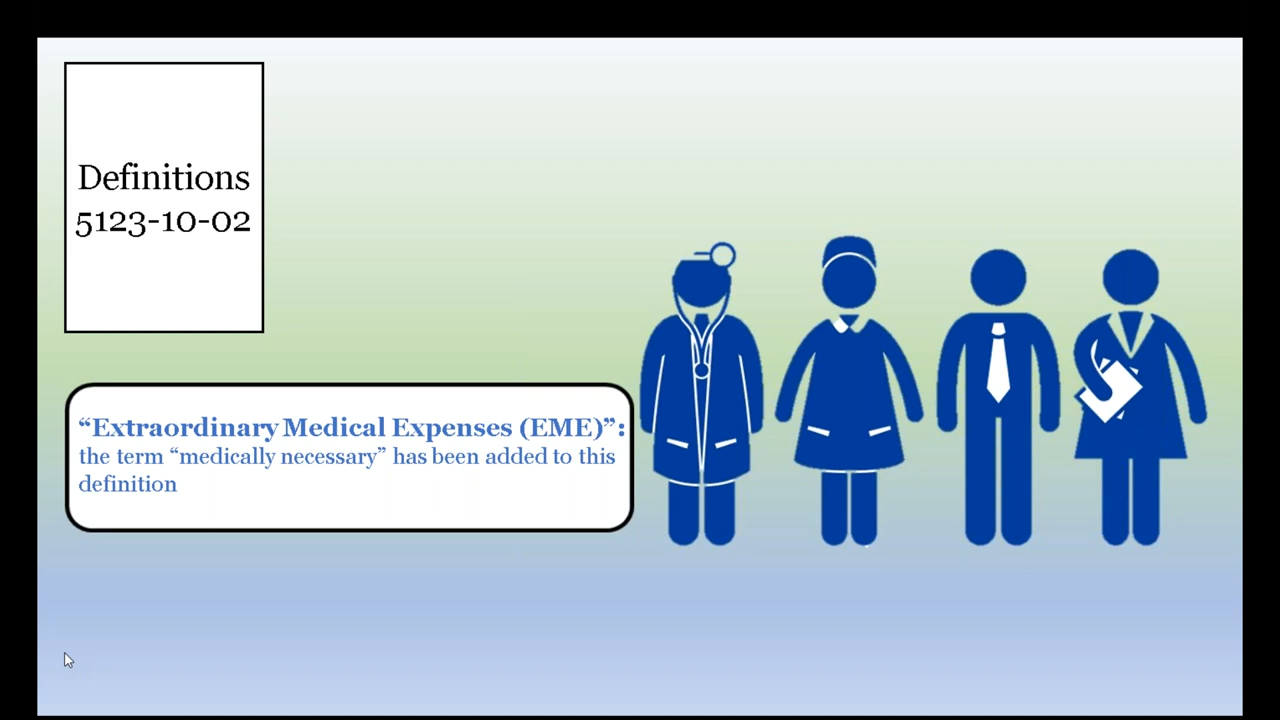 Definitions
5123-10-02
“Extraordinary Medical Expenses (EME)”:
the term “medically necessary” has been added to this
definition